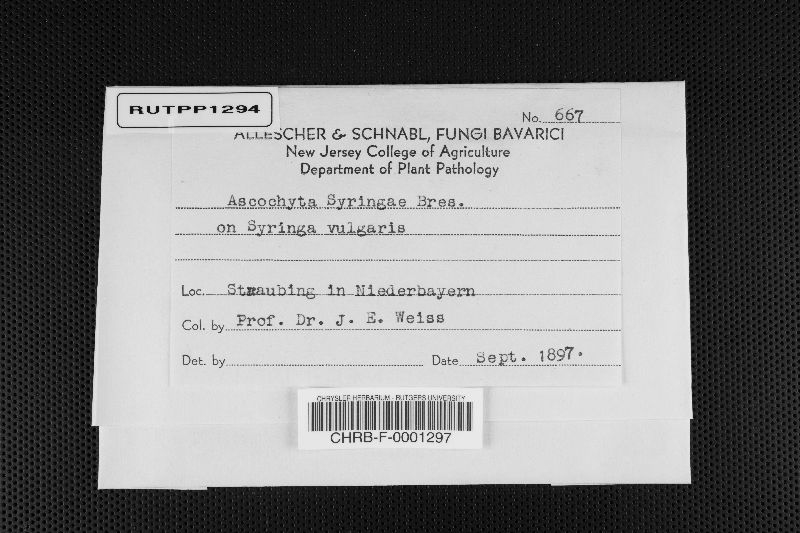 RUTPP1294
No. 667
ALLESCHER & SCHNABL, FUNGI BAVARICI
New Jersey College of Agriculture
Department of Plant Pathology
Ascochyta Syringae Bres.
on Syringa vulgaris
Loc. Straubing in Niederbayern
Col. by Prof. Dr. J. E. Weiss
Det. by Date Sept. 1897.
CHRYSLER HERBARIUM - RUTGERS UNIVERSITY
CHRB-F-0001297